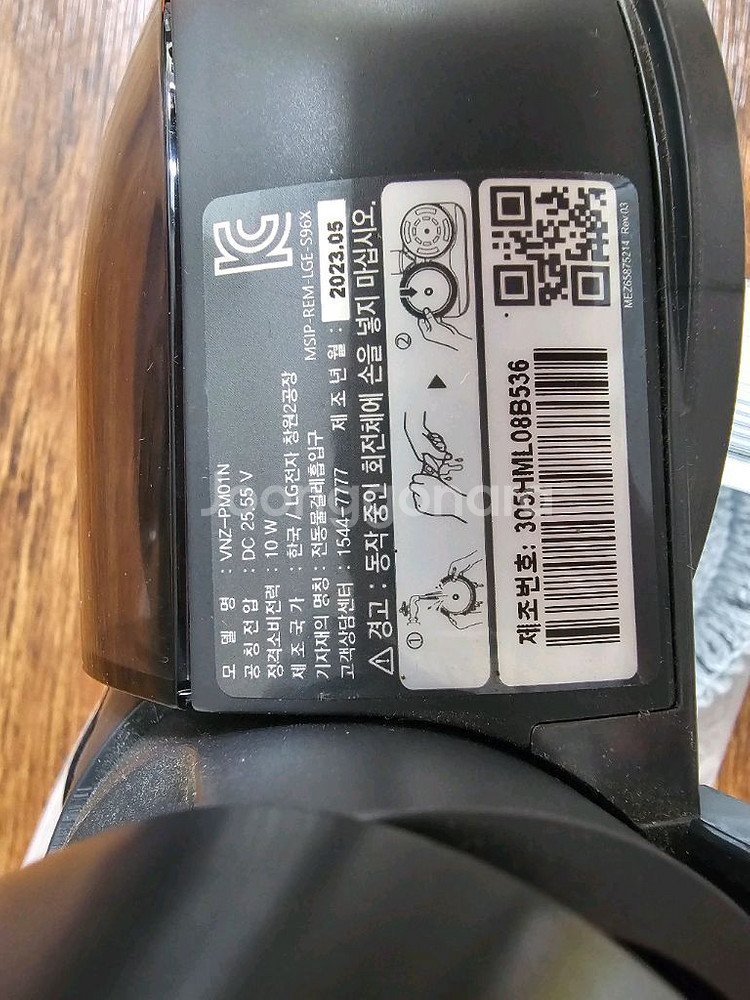 모 델 명 : VNZ-PM01N
공 칭 전 압 : DC 25.55 V
정격소비전력 : 10 W
제 조 국 가 : 한국 / LG전자 창원2공장
MSIP-REM-LGE-S96X
기자재의 명칭 : 전동물걸레흡입구
고객상담센터 : 1544-7777 제 조 년 월 : 2023.05
경고 : 동작 중인 회전체에 손을 넣지 마십시오.
① ②
제조번호: 305HML08B536
MEZ65875214 Rev.03
Joonggonara